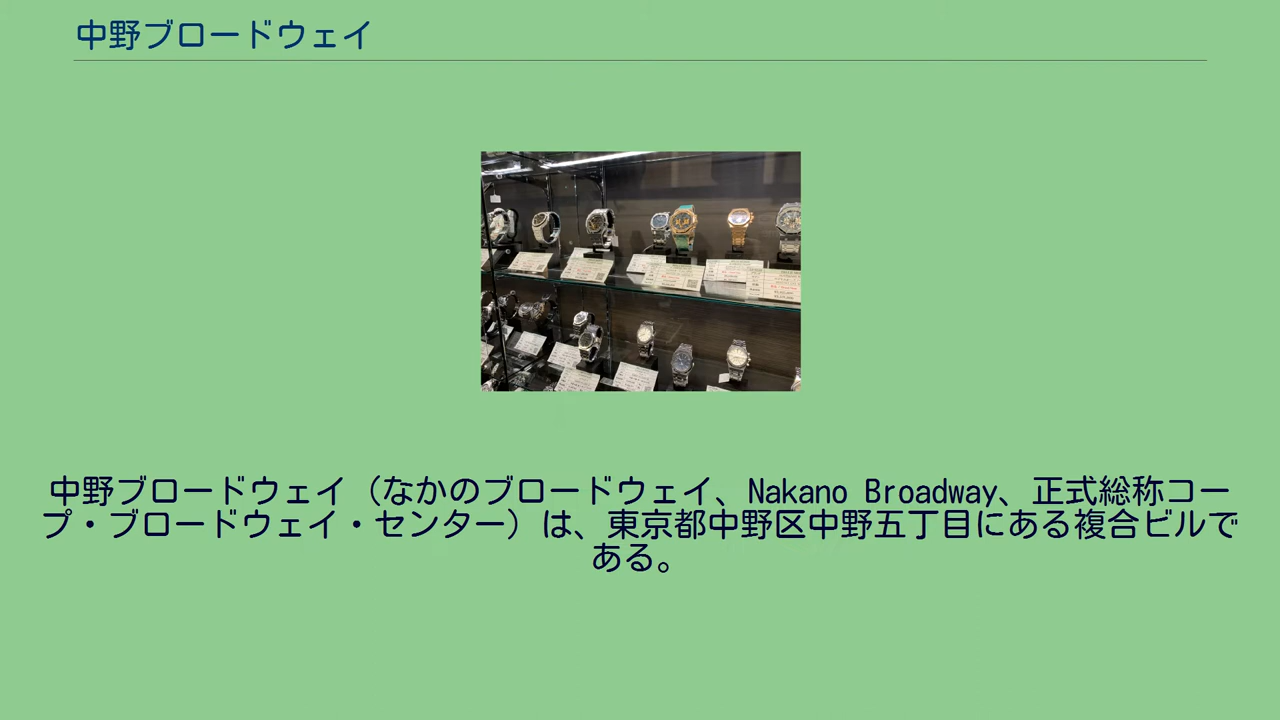 中野ブロードウェイ
中野ブロードウェイ（なかのブロードウェイ、Nakano Broadway、正式総称コー
プ・ブロードウェイ・センター）は、東京都中野区中野五丁目にある複合ビルで
ある。